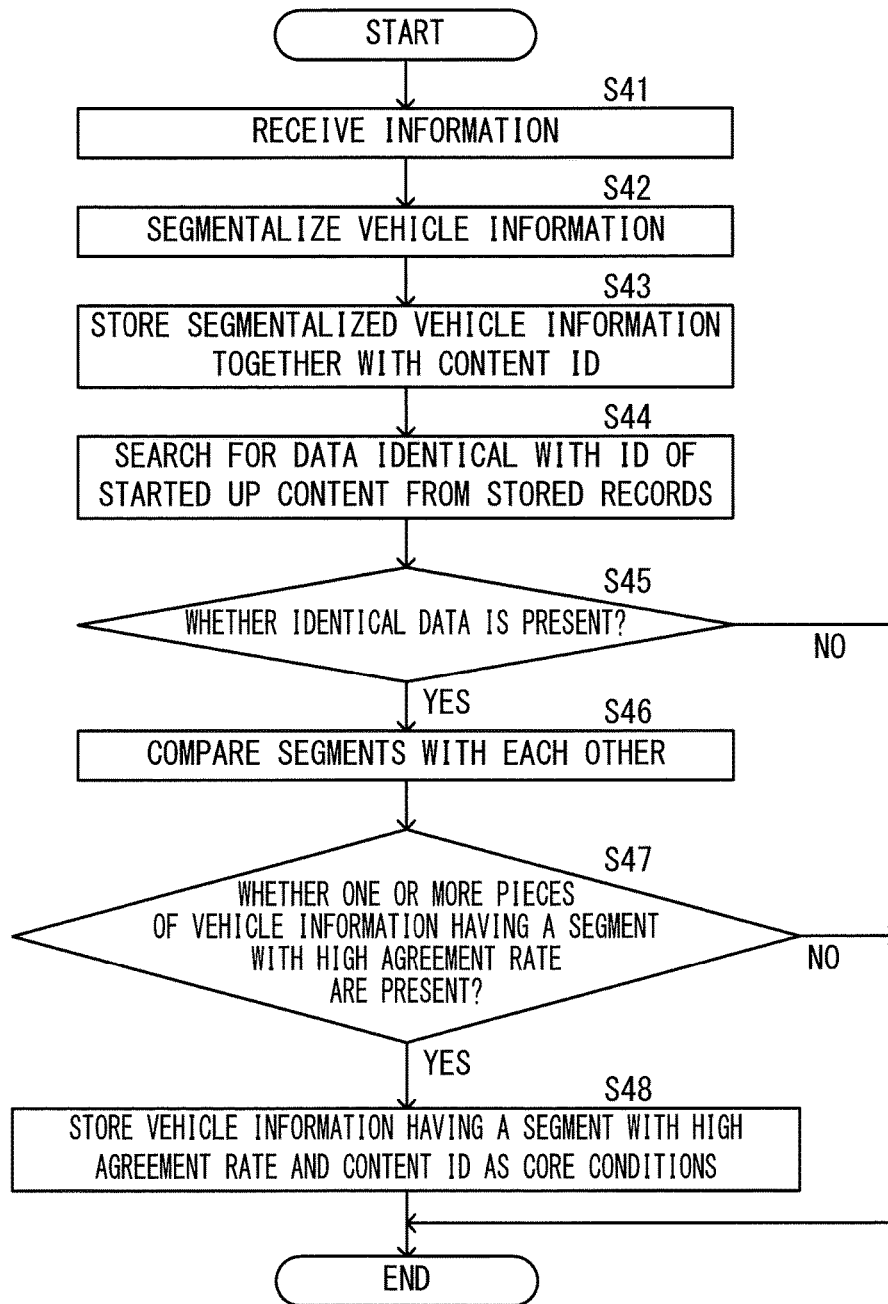 START
S41
RECEIVE INFORMATION
S42
SEGMENTALIZE VEHICLE INFORMATION
S43
STORE SEGMENTALIZED VEHICLE INFORMATION
TOGETHER WITH CONTENT ID
S44
SEARCH FOR DATA IDENTICAL WITH ID OF
STARTED UP CONTENT FROM STORED RECORDS
S45
WHETHER IDENTICAL DATA IS PRESENT?
NO
YES
S46
COMPARE SEGMENTS WITH EACH OTHER
S47
WHETHER ONE OR MORE PIECES
OF VEHICLE INFORMATION HAVING A SEGMENT
WITH HIGH AGREEMENT RATE
ARE PRESENT?
NO
YES
S48
STORE VEHICLE INFORMATION HAVING A SEGMENT WITH HIGH
AGREEMENT RATE AND CONTENT ID AS CORE CONDITIONS
END